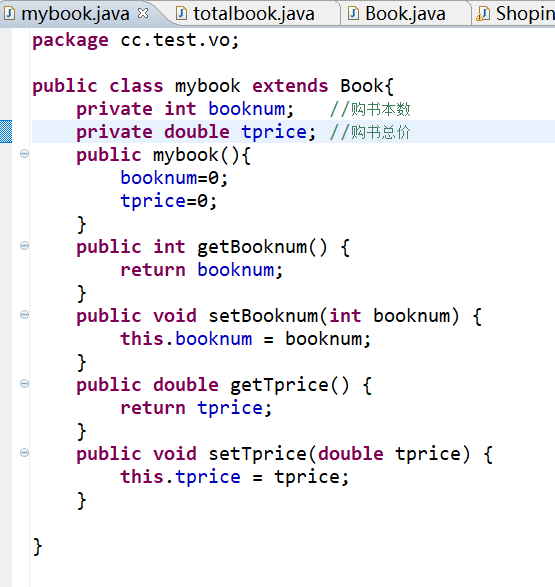 mybook.java totalbook.java Book.java Shopin
package cc.test.vo;
public class mybook extends Book{
private int booknum; //购书本数
private double tprice; //购书总价
public mybook(){
booknum=0;
tprice=0;
}
public int getBooknum() {
return booknum;
}
public void setBooknum(int booknum) {
this.booknum = booknum;
}
public double getTprice() {
return tprice;
}
public void setTprice(double tprice) {
this.tprice = tprice;
}
}